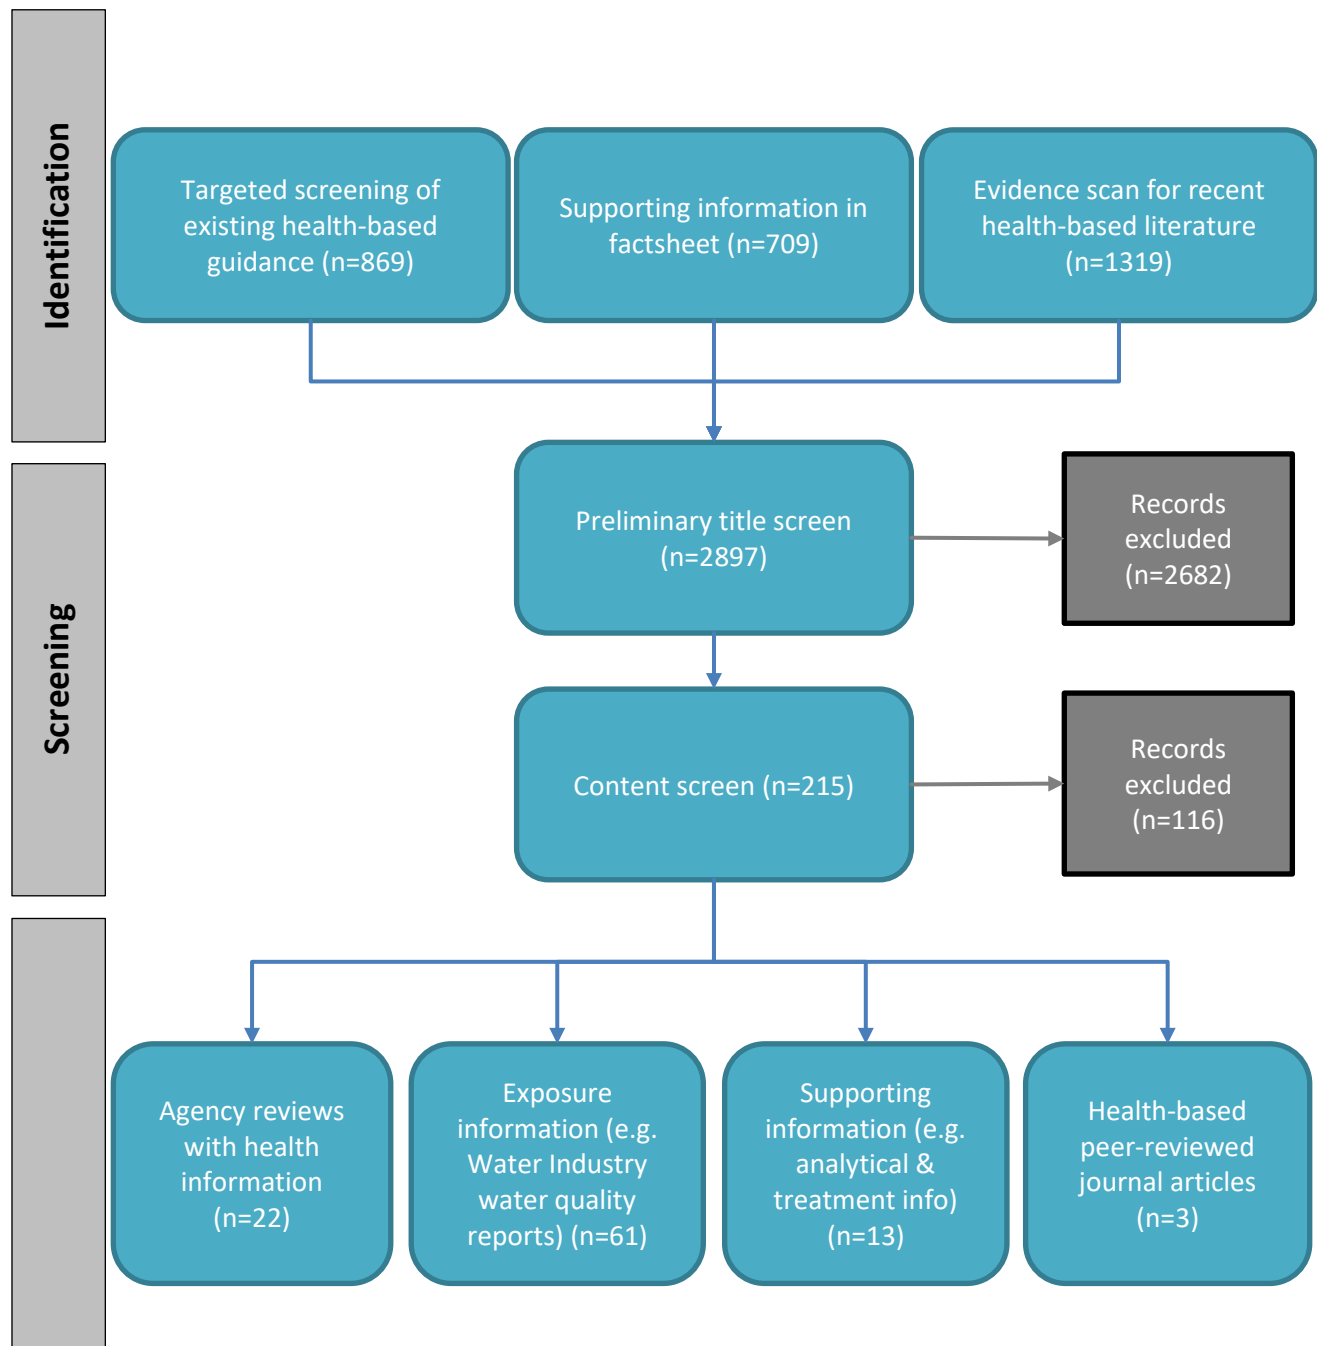 Identification
Targeted screening of
existing health-based
guidance (n=869)
Supporting information in
factsheet (n=709)
Evidence scan for recent
health-based literature
(n=1319)
Screening
Preliminary title screen
(n=2897)
Records
excluded
(n=2682)
Content screen (n=215)
Records
excluded
(n=116)
Agency reviews
with health
information
(n=22)
Exposure
information (e.g.
Water Industry
water quality
reports) (n=61)
Supporting
information (e.g.
analytical &
treatment info)
(n=13)
Health-based
peer-reviewed
journal articles
(n=3)